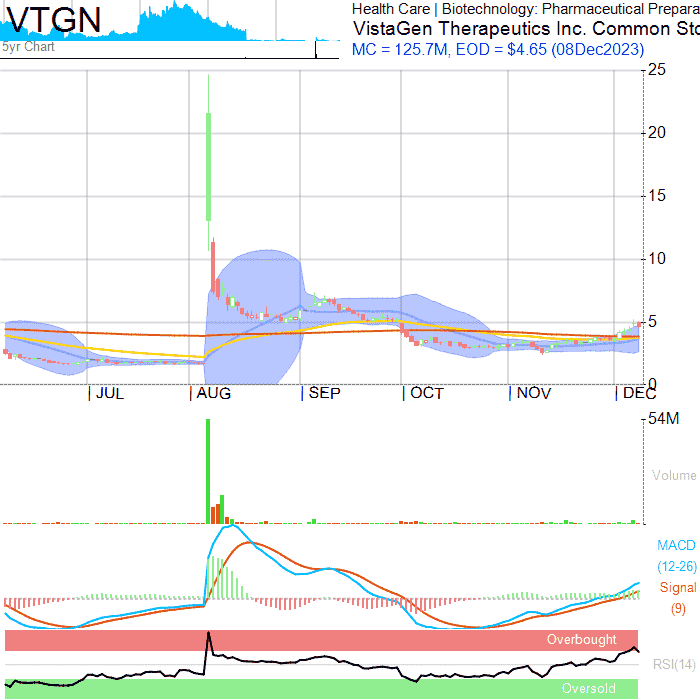 VTGN
5yr Chart
Health Care | Biotechnology: Pharmaceutical Prepara
VistaGen Therapeutics Inc. Common Sto
MC = 125.7M, EOD = $4.65 (08Dec2023)
25
20
15
10
5
0
JUL AUG SEP OCT NOV DEC
54M
Volume
MACD
(12-26)
Signal
(9)
Overbought
RSI(14)
Oversold